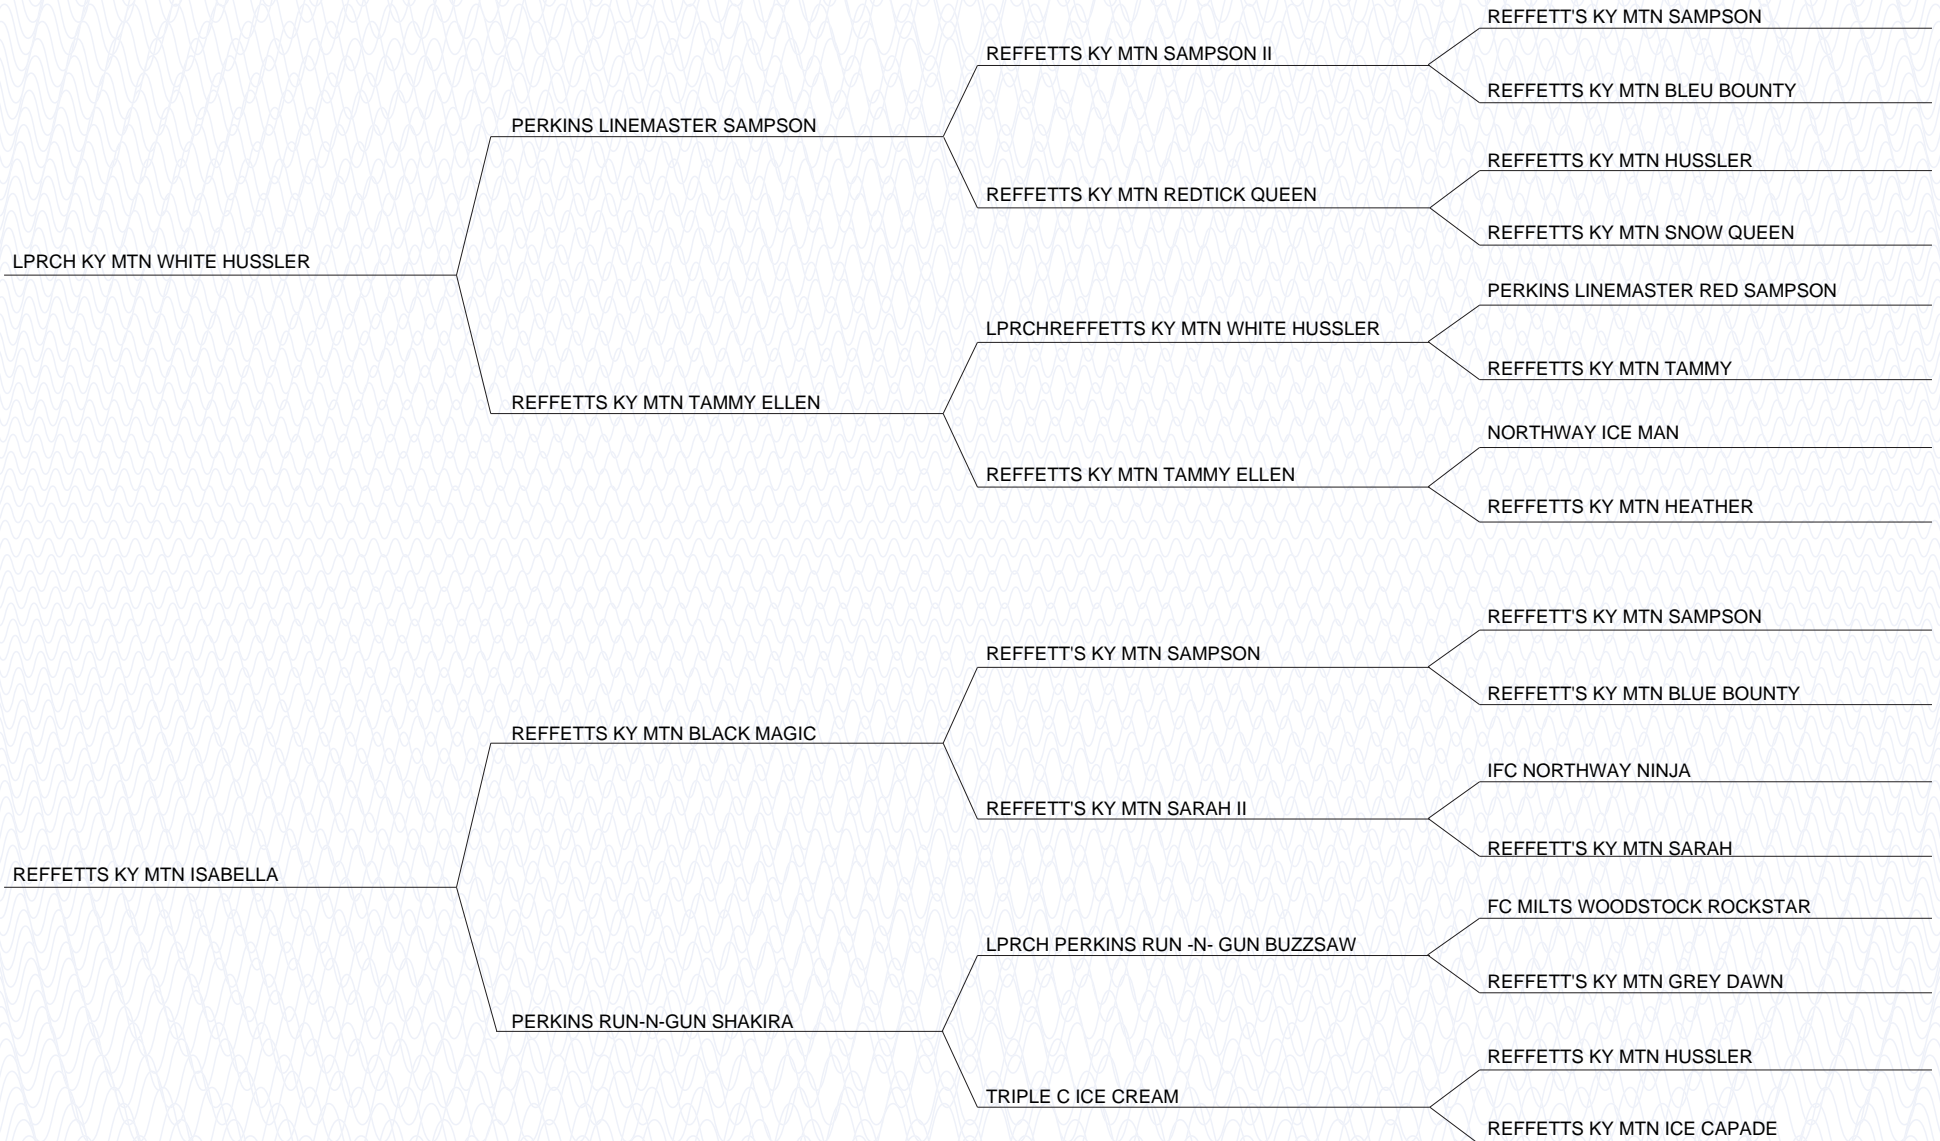 REFFETT'S KY MTN SAMPSON
REFFETTS KY MTN SAMPSON II
REFFETTS KY MTN BLEU BOUNTY
PERKINS LINEMASTER SAMPSON
REFFETTS KY MTN HUSSLER
REFFETTS KY MTN REDTICK QUEEN
REFFETTS KY MTN SNOW QUEEN
LPRCH KY MTN WHITE HUSSLER
PERKINS LINEMASTER RED SAMPSON
LPRCHREFFETTS KY MTN WHITE HUSSLER
REFFETTS KY MTN TAMMY
REFFETTS KY MTN TAMMY ELLEN
NORTHWAY ICE MAN
REFFETTS KY MTN TAMMY ELLEN
REFFETTS KY MTN HEATHER
REFFETT'S KY MTN SAMPSON
REFFETT'S KY MTN SAMPSON
REFFETT'S KY MTN BLUE BOUNTY
REFFETTS KY MTN BLACK MAGIC
IFC NORTHWAY NINJA
REFFETT'S KY MTN SARAH II
REFFETT'S KY MTN SARAH
REFFETTS KY MTN ISABELLA
FC MILTS WOODSTOCK ROCKSTAR
LPRCH PERKINS RUN -N- GUN BUZZSAW
REFFETT'S KY MTN GREY DAWN
PERKINS RUN-N-GUN SHAKIRA
REFFETTS KY MTN HUSSLER
TRIPLE C ICE CREAM
REFFETTS KY MTN ICE CAPADE